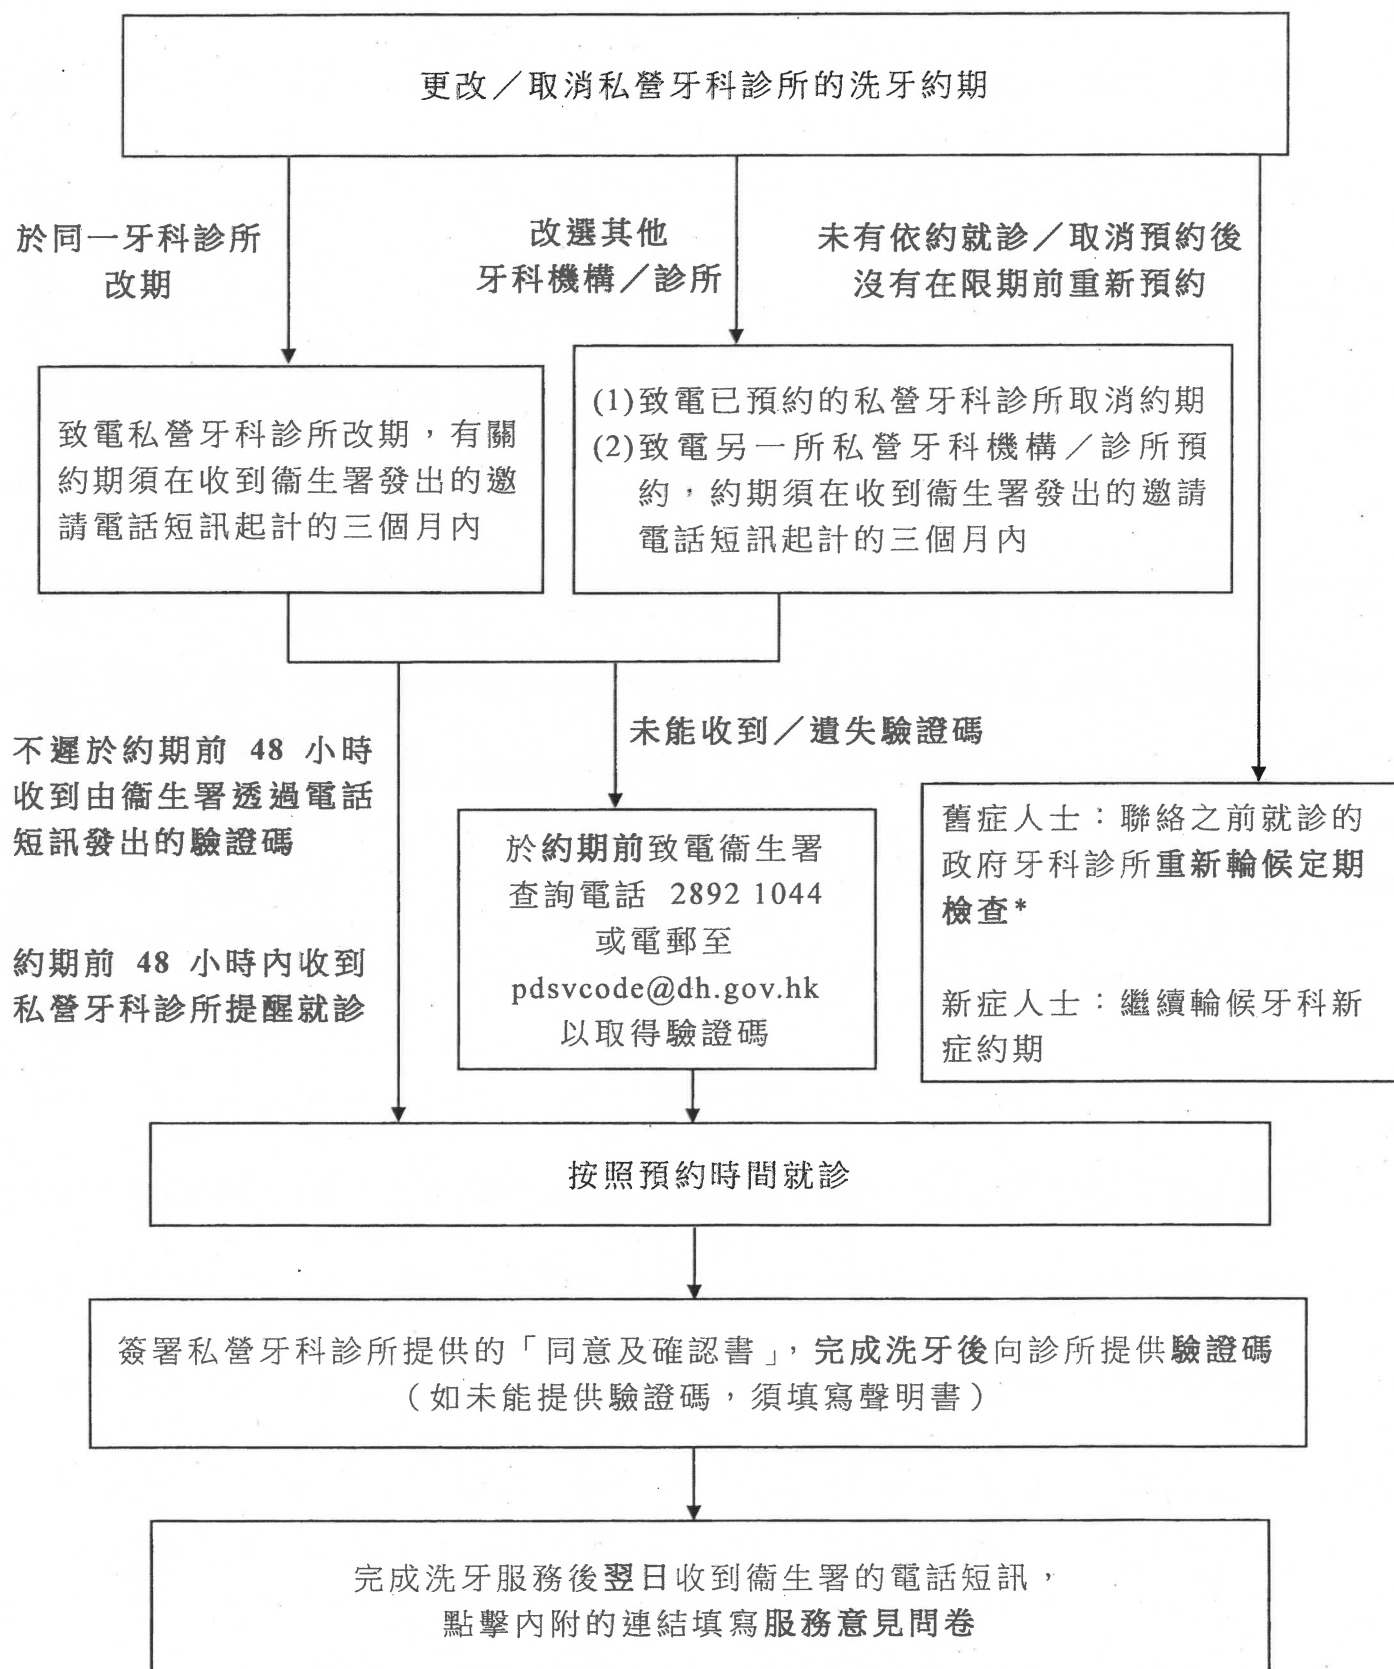 更改／取消私營牙科診所的洗牙約期
於同一牙科診所
改期
改選其他
牙科機構／診所
未有依約就診／取消預約後
沒有在限期前重新預約
致電私營牙科診所改期，有關
約期須在收到衞生署發出的邀
請電話短訊起計的三個月內
(1)致電已預約的私營牙科診所取消約期
(2)致電另一所私營牙科機構／診所預
約，約期須在收到衞生署發出的邀請
電話短訊起計的三個月內
不遲於約期前 48 小時
收到由衞生署透過電話
短訊發出的驗證碼
約期前 48 小時內收到
私營牙科診所提醒就診
未能收到／遺失驗證碼
於約期前致電衞生署
查詢電話 2892 1044
或電郵至
pdsvcode@dh.gov.hk
以取得驗證碼
舊症人士：聯絡之前就診的
政府牙科診所重新輪候定期
檢查*
新症人士：繼續輪候牙科新
症約期
按照預約時間就診
簽署私營牙科診所提供的「同意及確認書」，完成洗牙後向診所提供驗證碼
（如未能提供驗證碼，須填寫聲明書）
完成洗牙服務後翌日收到衞生署的電話短訊，
點擊內附的連結填寫服務意見問卷